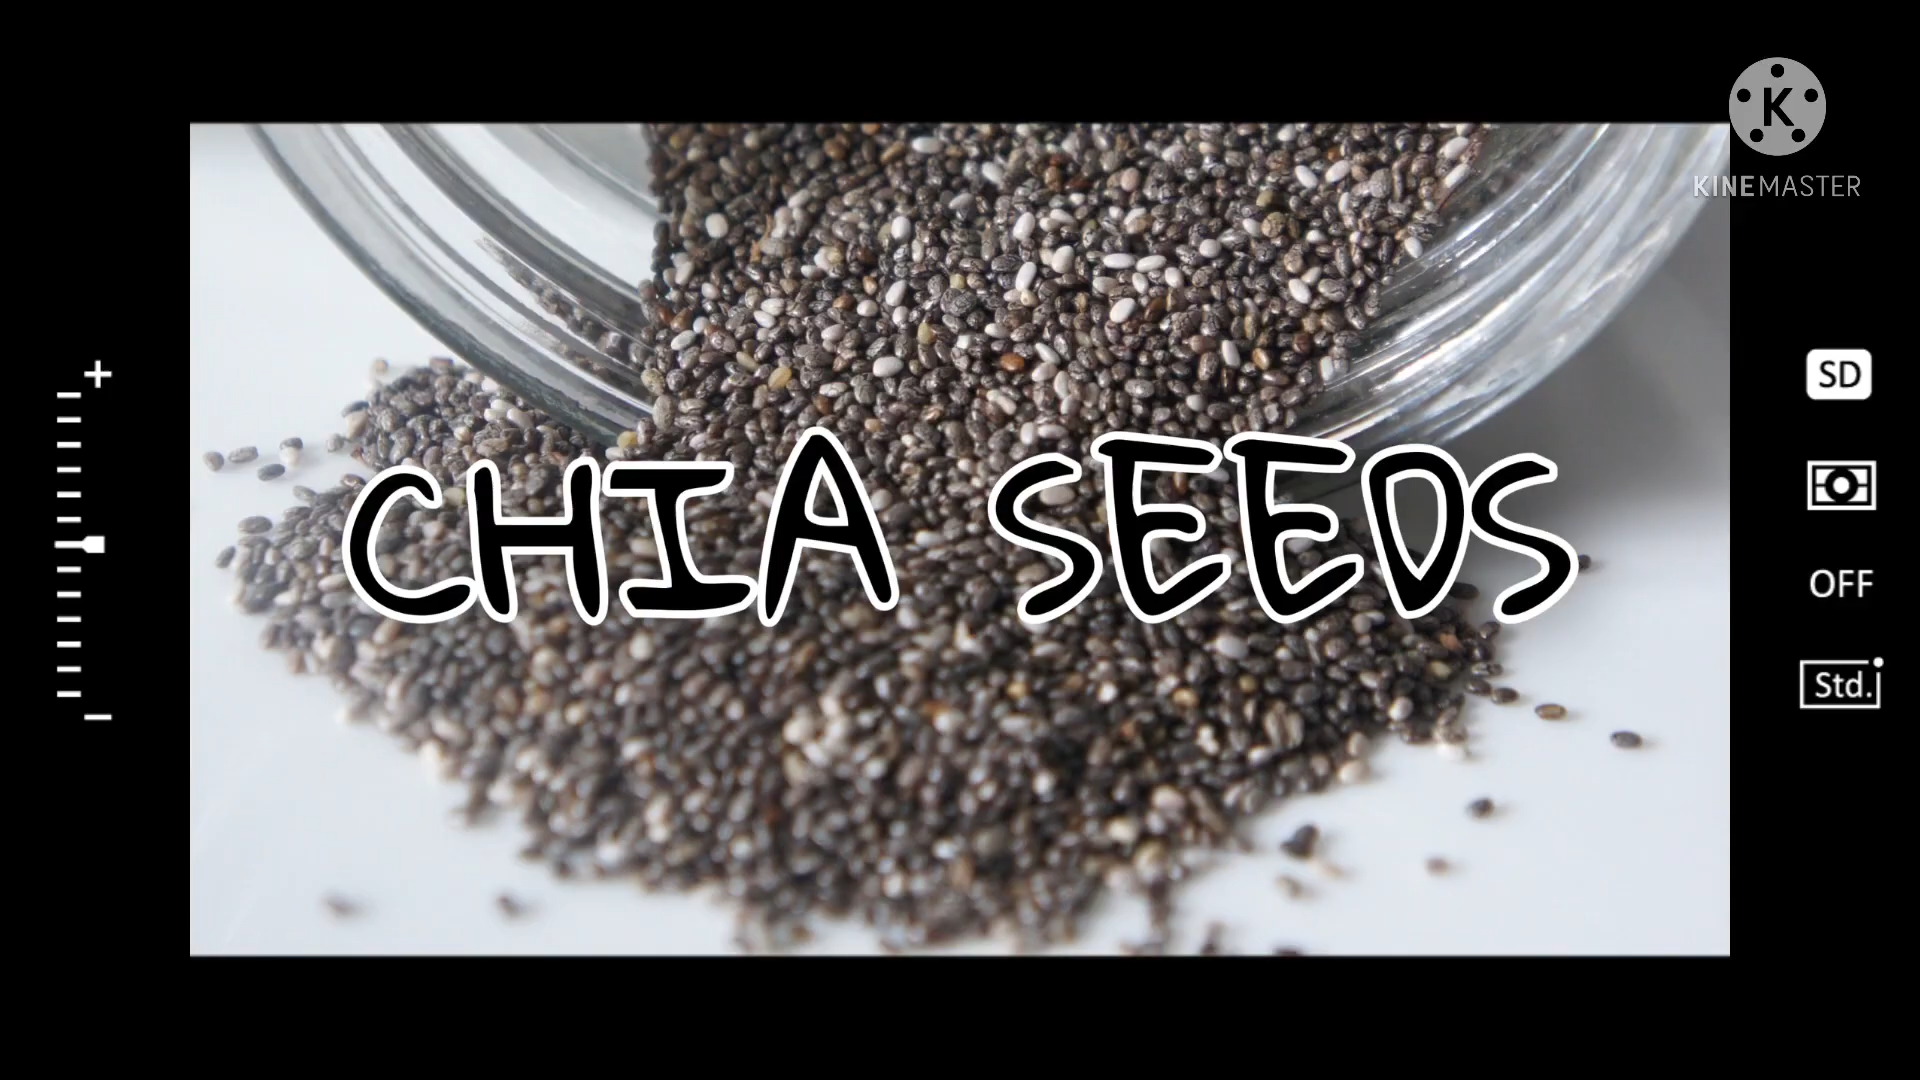 K
KINEMASTER
CHIA SEEDS
+
SD
OFF
Std.
−